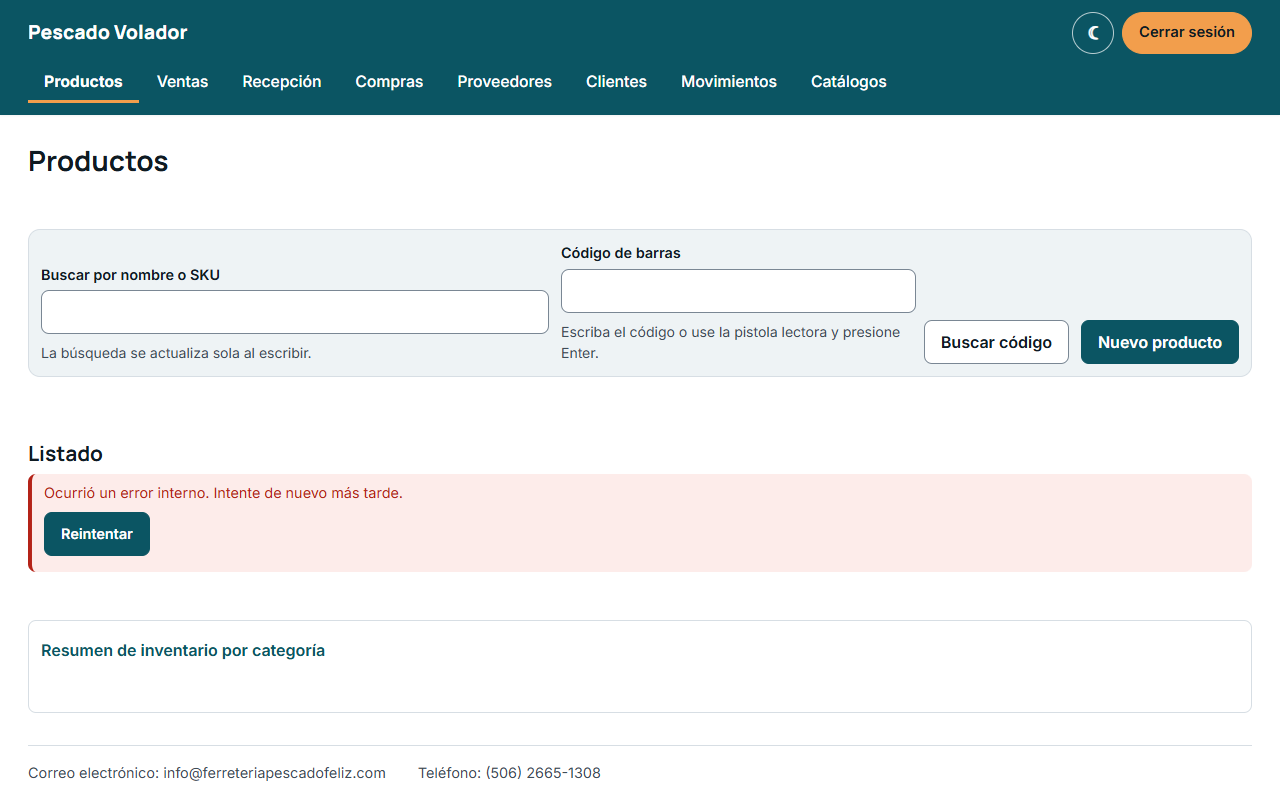 Pescado Volador
Cerrar sesión
Productos
Ventas
Recepción
Compras
Proveedores
Clientes
Movimientos
Catálogos
Productos
Buscar por nombre o SKU
La búsqueda se actualiza sola al escribir.
Código de barras
Escriba el código o use la pistola lectora y presione
Enter.
Buscar código
Nuevo producto
Listado
Ocurrió un error interno. Intente de nuevo más tarde.
Reintentar
Resumen de inventario por categoría
Correo electrónico: info@ferreteriapescadofeliz.com
Teléfono: (506) 2665-1308